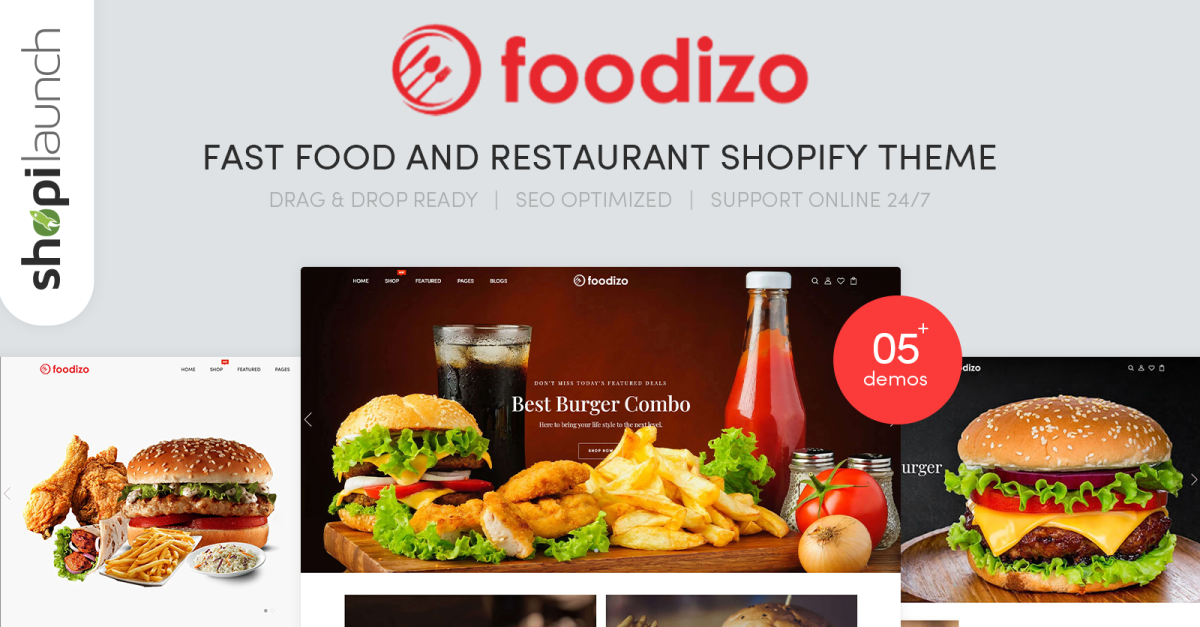 shopilaunch
foodizo
FAST FOOD AND RESTAURANT SHOPIFY THEME
DRAG & DROP READY | SEO OPTIMIZED | SUPPORT ONLINE 24/7
HOME SHOP HOT FEATURED PAGES BLOGS
foodizo
05+
demos
DON'T MISS TODAY'S FEATURED DEALS
Best Burger Combo
Here to bring your life style to the next level.
SHOP NOW
foodizo
HOME SHOP HOT FEATURED PAGES
dizo
urger